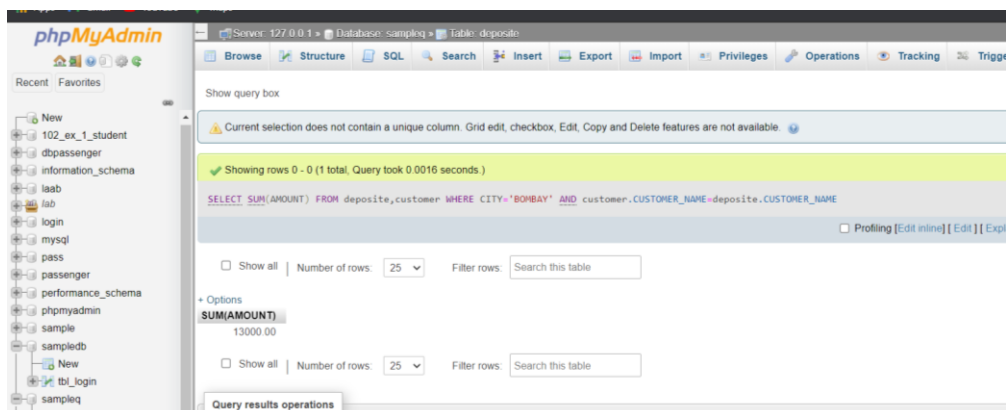 phpMyAdmin
Recent Favorites
New
102_ex_1_student
dbpassenger
information_schema
laab
lab
login
mysql
pass
passenger
performance_schema
phpmyadmin
sample
sampledb
New
tbl_login
sampleq
Server: 127.0.0.1 » Database: sampleq » Table: deposite
Browse Structure SQL Search Insert Export Import Privileges Operations Tracking Trigge
Show query box
Current selection does not contain a unique column. Grid edit, checkbox, Edit, Copy and Delete features are not available.
Showing rows 0 - 0 (1 total, Query took 0.0016 seconds.)
SELECT SUM(AMOUNT) FROM deposite,customer WHERE CITY='BOMBAY' AND customer.CUSTOMER_NAME=deposite.CUSTOMER_NAME
Profiling [Edit inline] [ Edit ] [ Expl
Show all | Number of rows: 25 Filter rows: Search this table
+ Options
SUM(AMOUNT)
13000.00
Show all | Number of rows: 25 Filter rows: Search this table
Query results operations